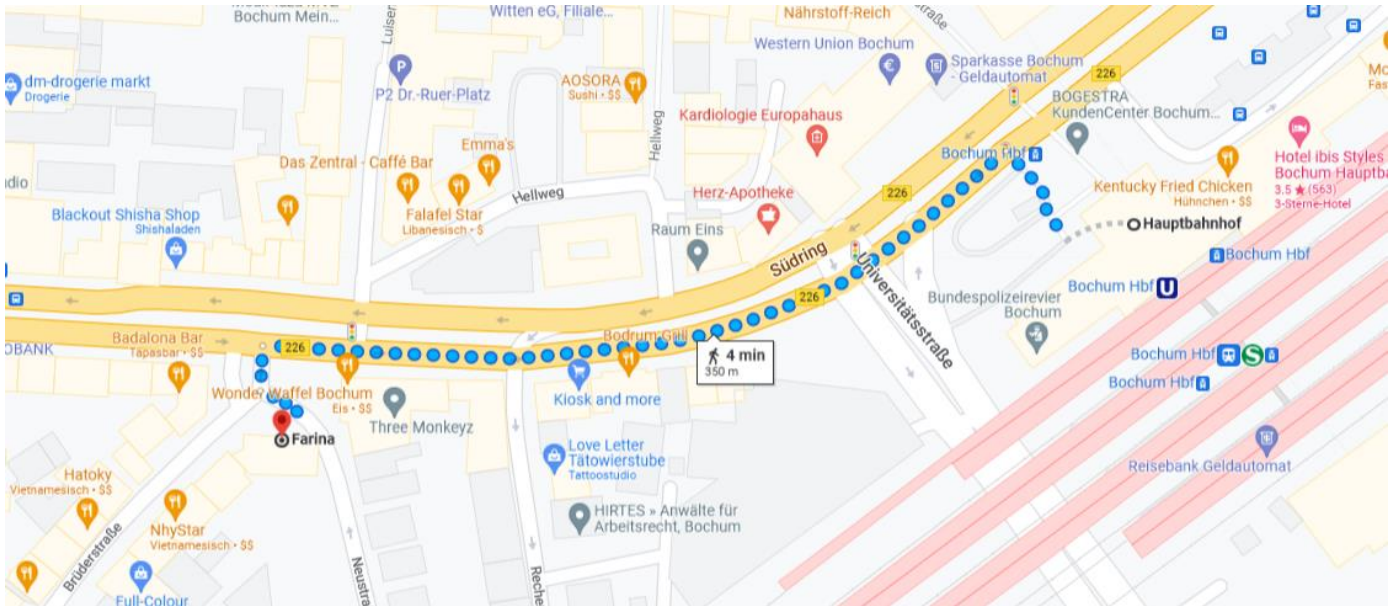 Bochum Mein...
Witten eG, Filiale...
Nährstoff-Reich
Luisen
dm-drogerie markt
Drogerie
P
P2 Dr.-Ruer-Platz
AOSORA
Sushi • $$
Western Union Bochum
€
Sparkasse Bochum
- Geldautomat
226
BOGESTRA
KundenCenter Bochum...
Kardiologie Europahaus
Hellweg
Emma's
Das Zentral - Caffé Bar
Hellweg
Falafel Star
Libanesisch • $
Blackout Shisha Shop
Shishaladen
Herz-Apotheke
Raum Eins
226
Bochum Hbf
Kentucky Fried Chicken
Hühnchen • $$
Hotel ibis Styles
Bochum Hauptba
3.5 ★ (563)
3-Sterne-Hotel
Hauptbahnhof
Südring
Universitätsstraße
Bochum Hbf
Bochum Hbf U
226
Bundespolizeirevier
Bochum
Badalona Bar
Tapasbar • $$
OBANK
226
Bodrum Grill
4 min
350 m
Bochum Hbf S
Bochum Hbf
Wonder Waffel Bochum
Eis • $$
Kiosk and more
Three Monkeyz
Farina
Love Letter
Tätowierstube
Tattoostudio
Reisebank Geldautomat
Hatoky
Vietnamesisch • $$
NhyStar
Vietnamesisch • $$
HIRTES » Anwälte für
Arbeitsrecht, Bochum
Brüderstraße
Neustra
Reche
Full-Colour